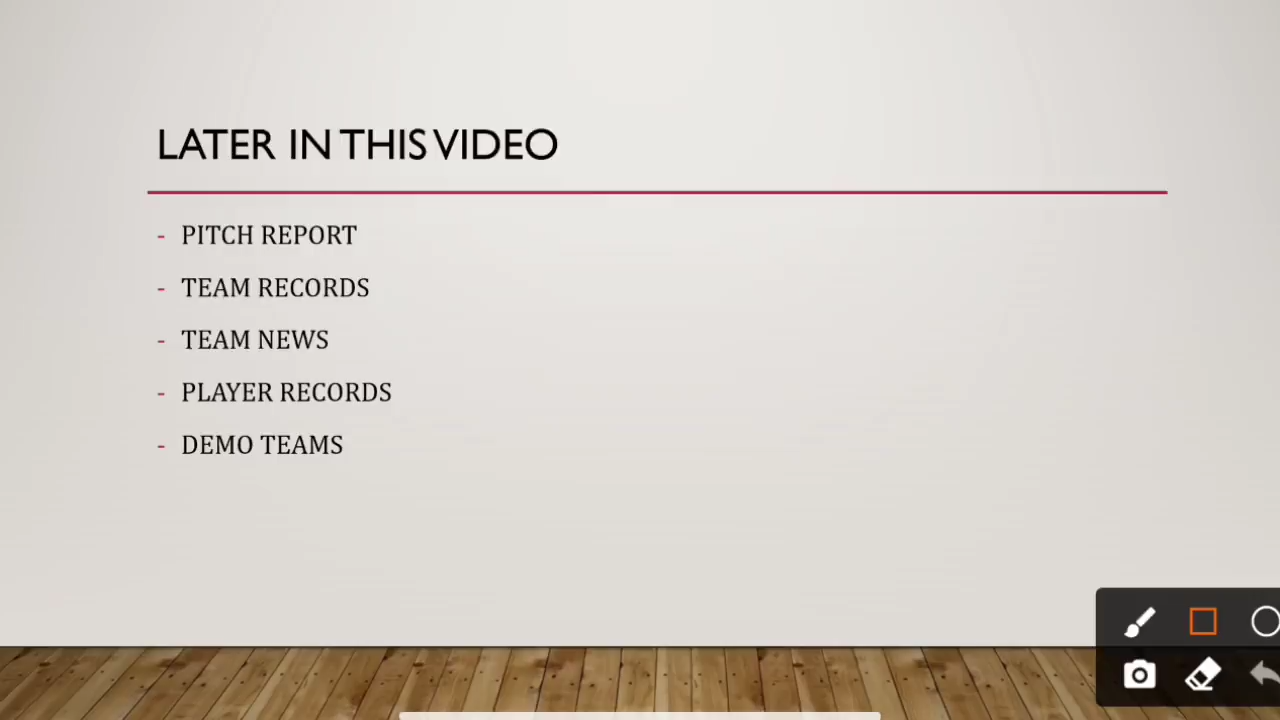 LATER IN THIS VIDEO
- PITCH REPORT
- TEAM RECORDS
- TEAM NEWS
- PLAYER RECORDS
- DEMO TEAMS